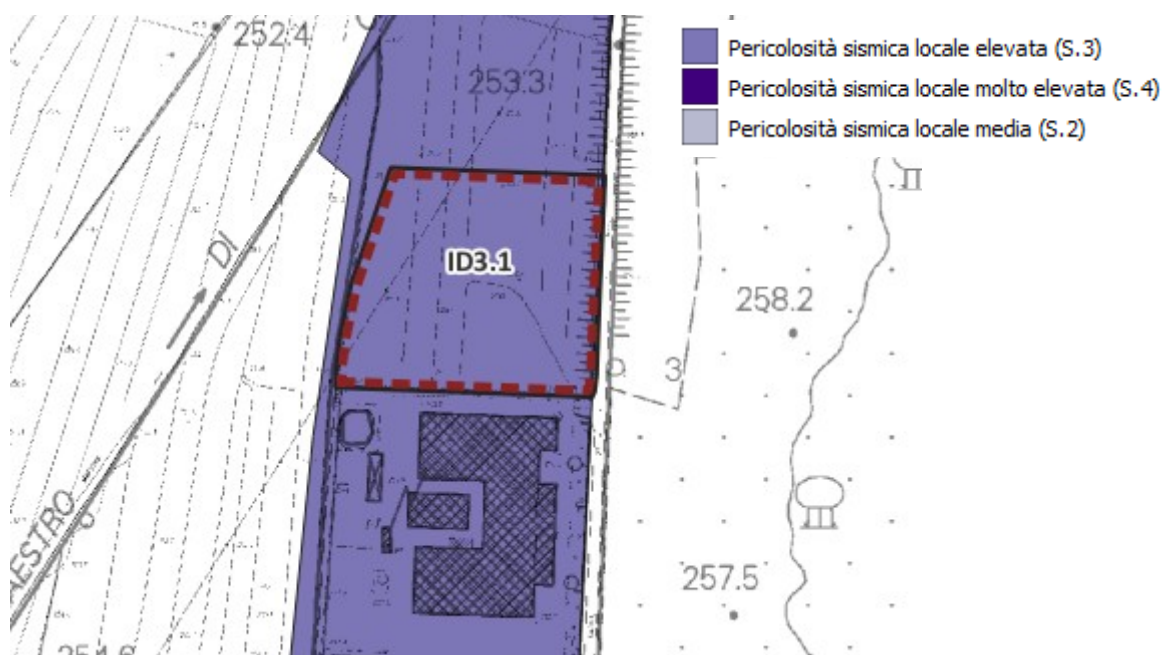 252.4
253.3
Pericolosità sismica locale elevata (S.3)
Pericolosità sismica locale molto elevata (S.4)
Pericolosità sismica locale media (S.2)
DI
ID3.1
258.2
3
AESTRO
257.5